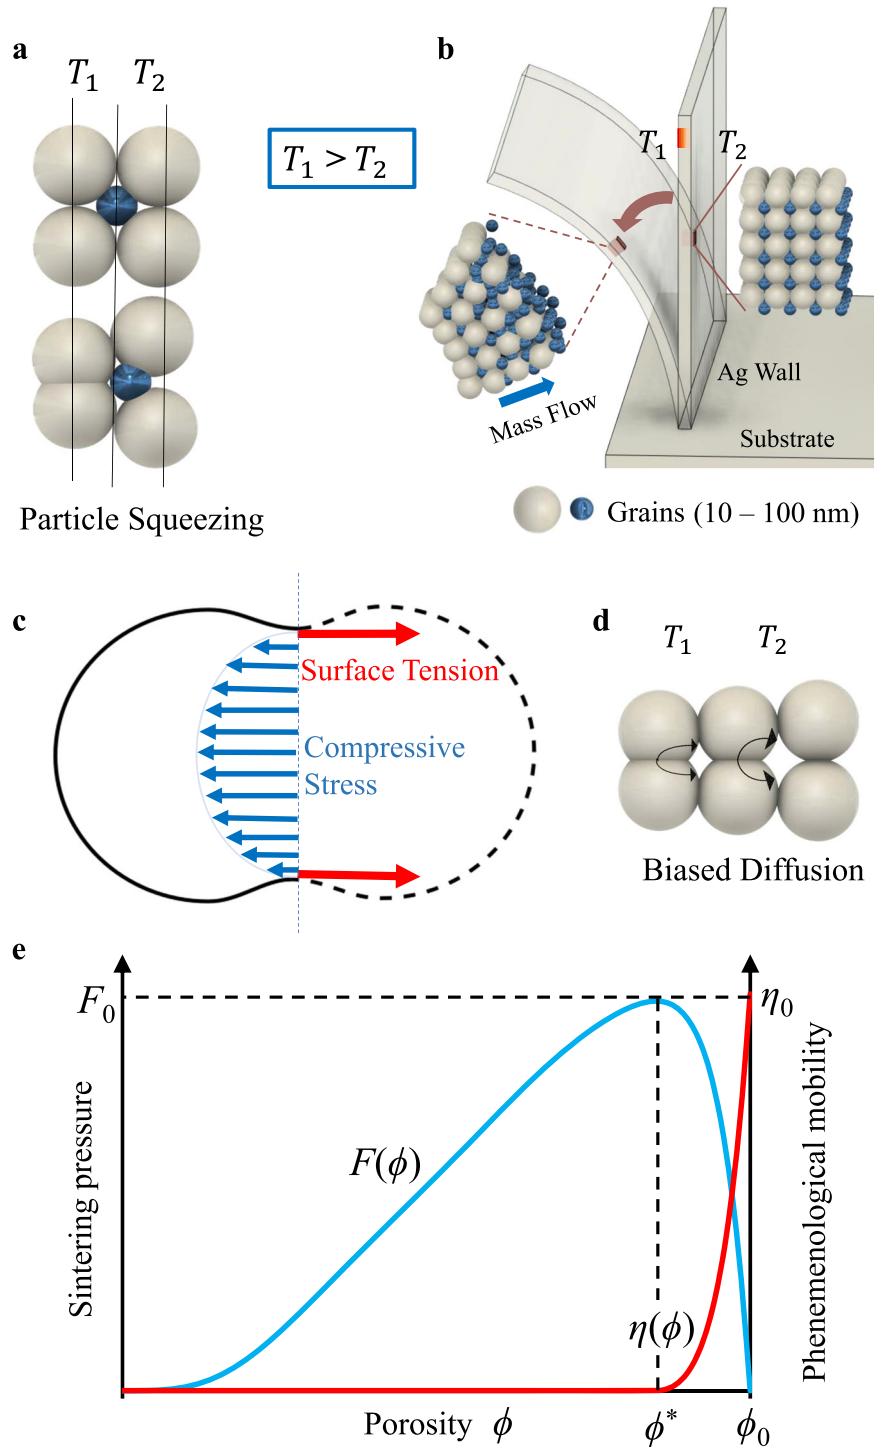 a
T₁ T₂
T₁ > T₂
Particle Squeezing
b
T₁ T₂
Ag Wall
Mass Flow
Substrate
Grains (10 – 100 nm)
c
Surface Tension
Compressive
Stress
d
T₁ T₂
Biased Diffusion
e
F₀
η₀
Sintering pressure
F(ϕ)
η(ϕ)
Phenemenological mobility
Porosity ϕ
ϕ*
ϕ₀